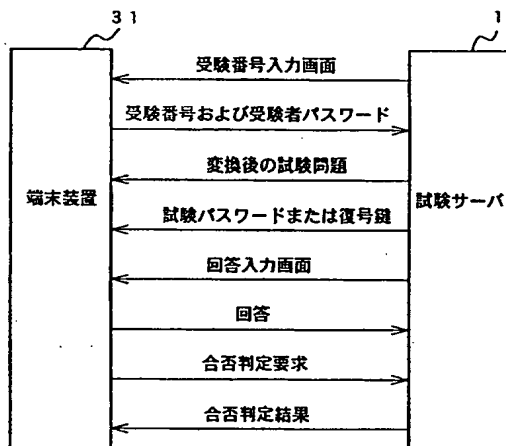 31
1
受験番号入力画面
受験番号および受験者パスワード
変換後の試験問題
端末装置
試験サーバ
試験パスワードまたは復号鍵
回答入力画面
回答
合否判定要求
合否判定結果